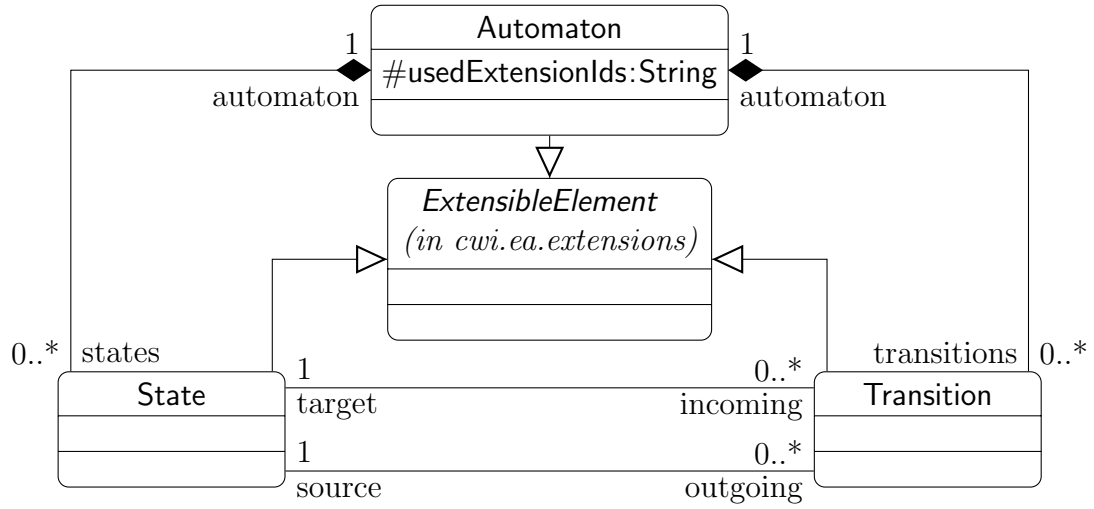 Automaton
1
1
#usedExtensionIds:String
automaton
automaton
ExtensibleElement
(in cwi.ea.extensions)
0..*
states
transitions
0..*
State
1
target
0..*
incoming
Transition
1
source
0..*
outgoing